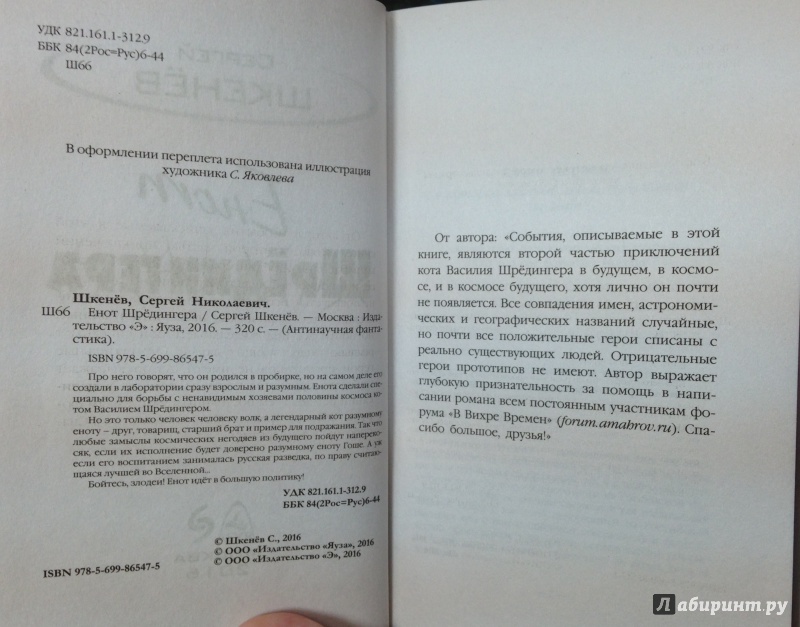 УДК 821.161.1-312.9
ББК 84(2Рос=Рус)6-44
Ш66
В оформлении переплета использована иллюстрация
художника С. Яковлева
Шкенёв, Сергей Николаевич.
Ш66 Енот Шрёдингера / Сергей Шкенёв. — Москва : Изда-
тельство «Э» : Яуза, 2016. — 320 с. — (Антинаучная фанта-
стика).
ISBN 978-5-699-86547-5
Про него говорят, что он родился в пробирке, но на самом деле его
создали в лаборатории сразу взрослым и разумным. Енота сделали спе-
циально для борьбы с ненавидимым хозяевами половины космоса ко-
том Василием Шрёдингером.
Но это только человек человеку волк, а легендарный кот разумному
еноту – друг, товарищ, старший брат и пример для подражания. Так что
любые замыслы космических негодяев из будущего пойдут наперекo-
сяк, если их исполнение будет доверено разумному еноту Гоше. А уж
если его воспитанием занималась русская разведка, по праву считаю-
щаяся лучшей во Вселенной...
Бойтесь, злодеи! Енот идёт в большую политику!
УДК 821.161.1-312.9
ББК 84(2Рос=Рус)6-44
© Шкенёв С., 2016
© ООО «Издательство «Яуза», 2016
ISBN 978-5-699-86547-5 © ООО «Издательство «Э», 2016
От автора: «События, описываемые в этой
книге, являются второй частью приключений
кота Василия Шрёдингера в будущем, в космо-
се, и в космосе будущего, хотя лично он почти
не появляется. Все совпадения имен, астрономи-
ческих и географических названий случайные,
но почти все положительные герои списаны с
реально существующих людей. Отрицательные
герои прототипов не имеют. Автор выражает
глубокую признательность за помощь в напи-
сании романа всем постоянным участникам фо-
рума «В Вихре Времен» (forum.amahrov.ru). Спа-
сибо большое, друзья!»
Лабиринт.ру